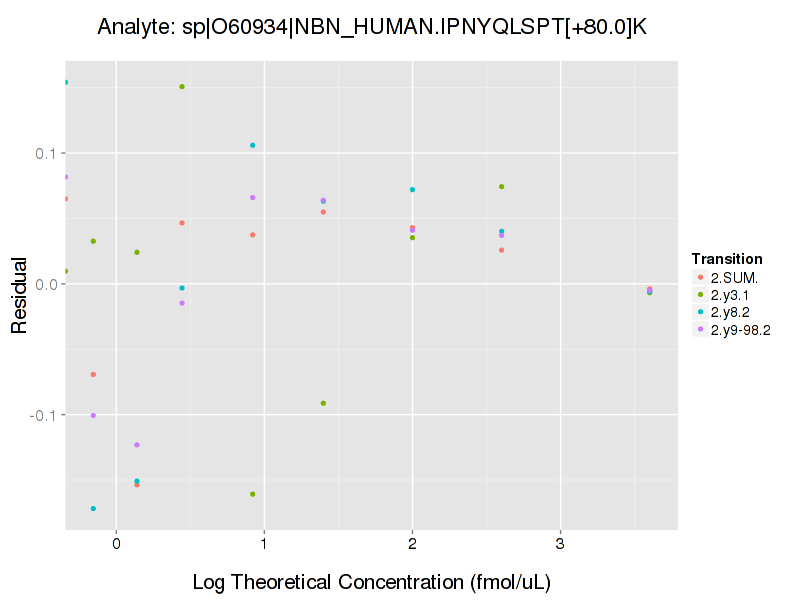 Analyte: sp|O60934|NBN_HUMAN.IPNYQLSPT[+80.0]K
0.1
0.0
-0.1
Residual
0 1 2 3
Log Theoretical Concentration (fmol/uL)
Transition
2.SUM.
2.y3.1
2.y8.2
2.y9-98.2